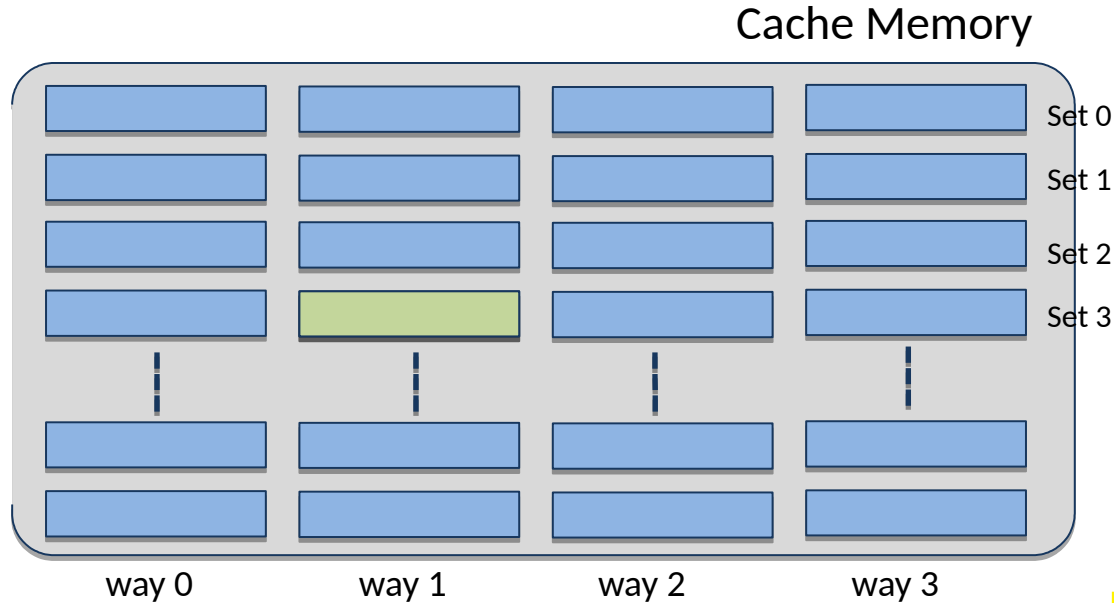 Cache Memory
Set 0
Set 1
Set 2
Set 3
way 0 way 1 way 2 way 3